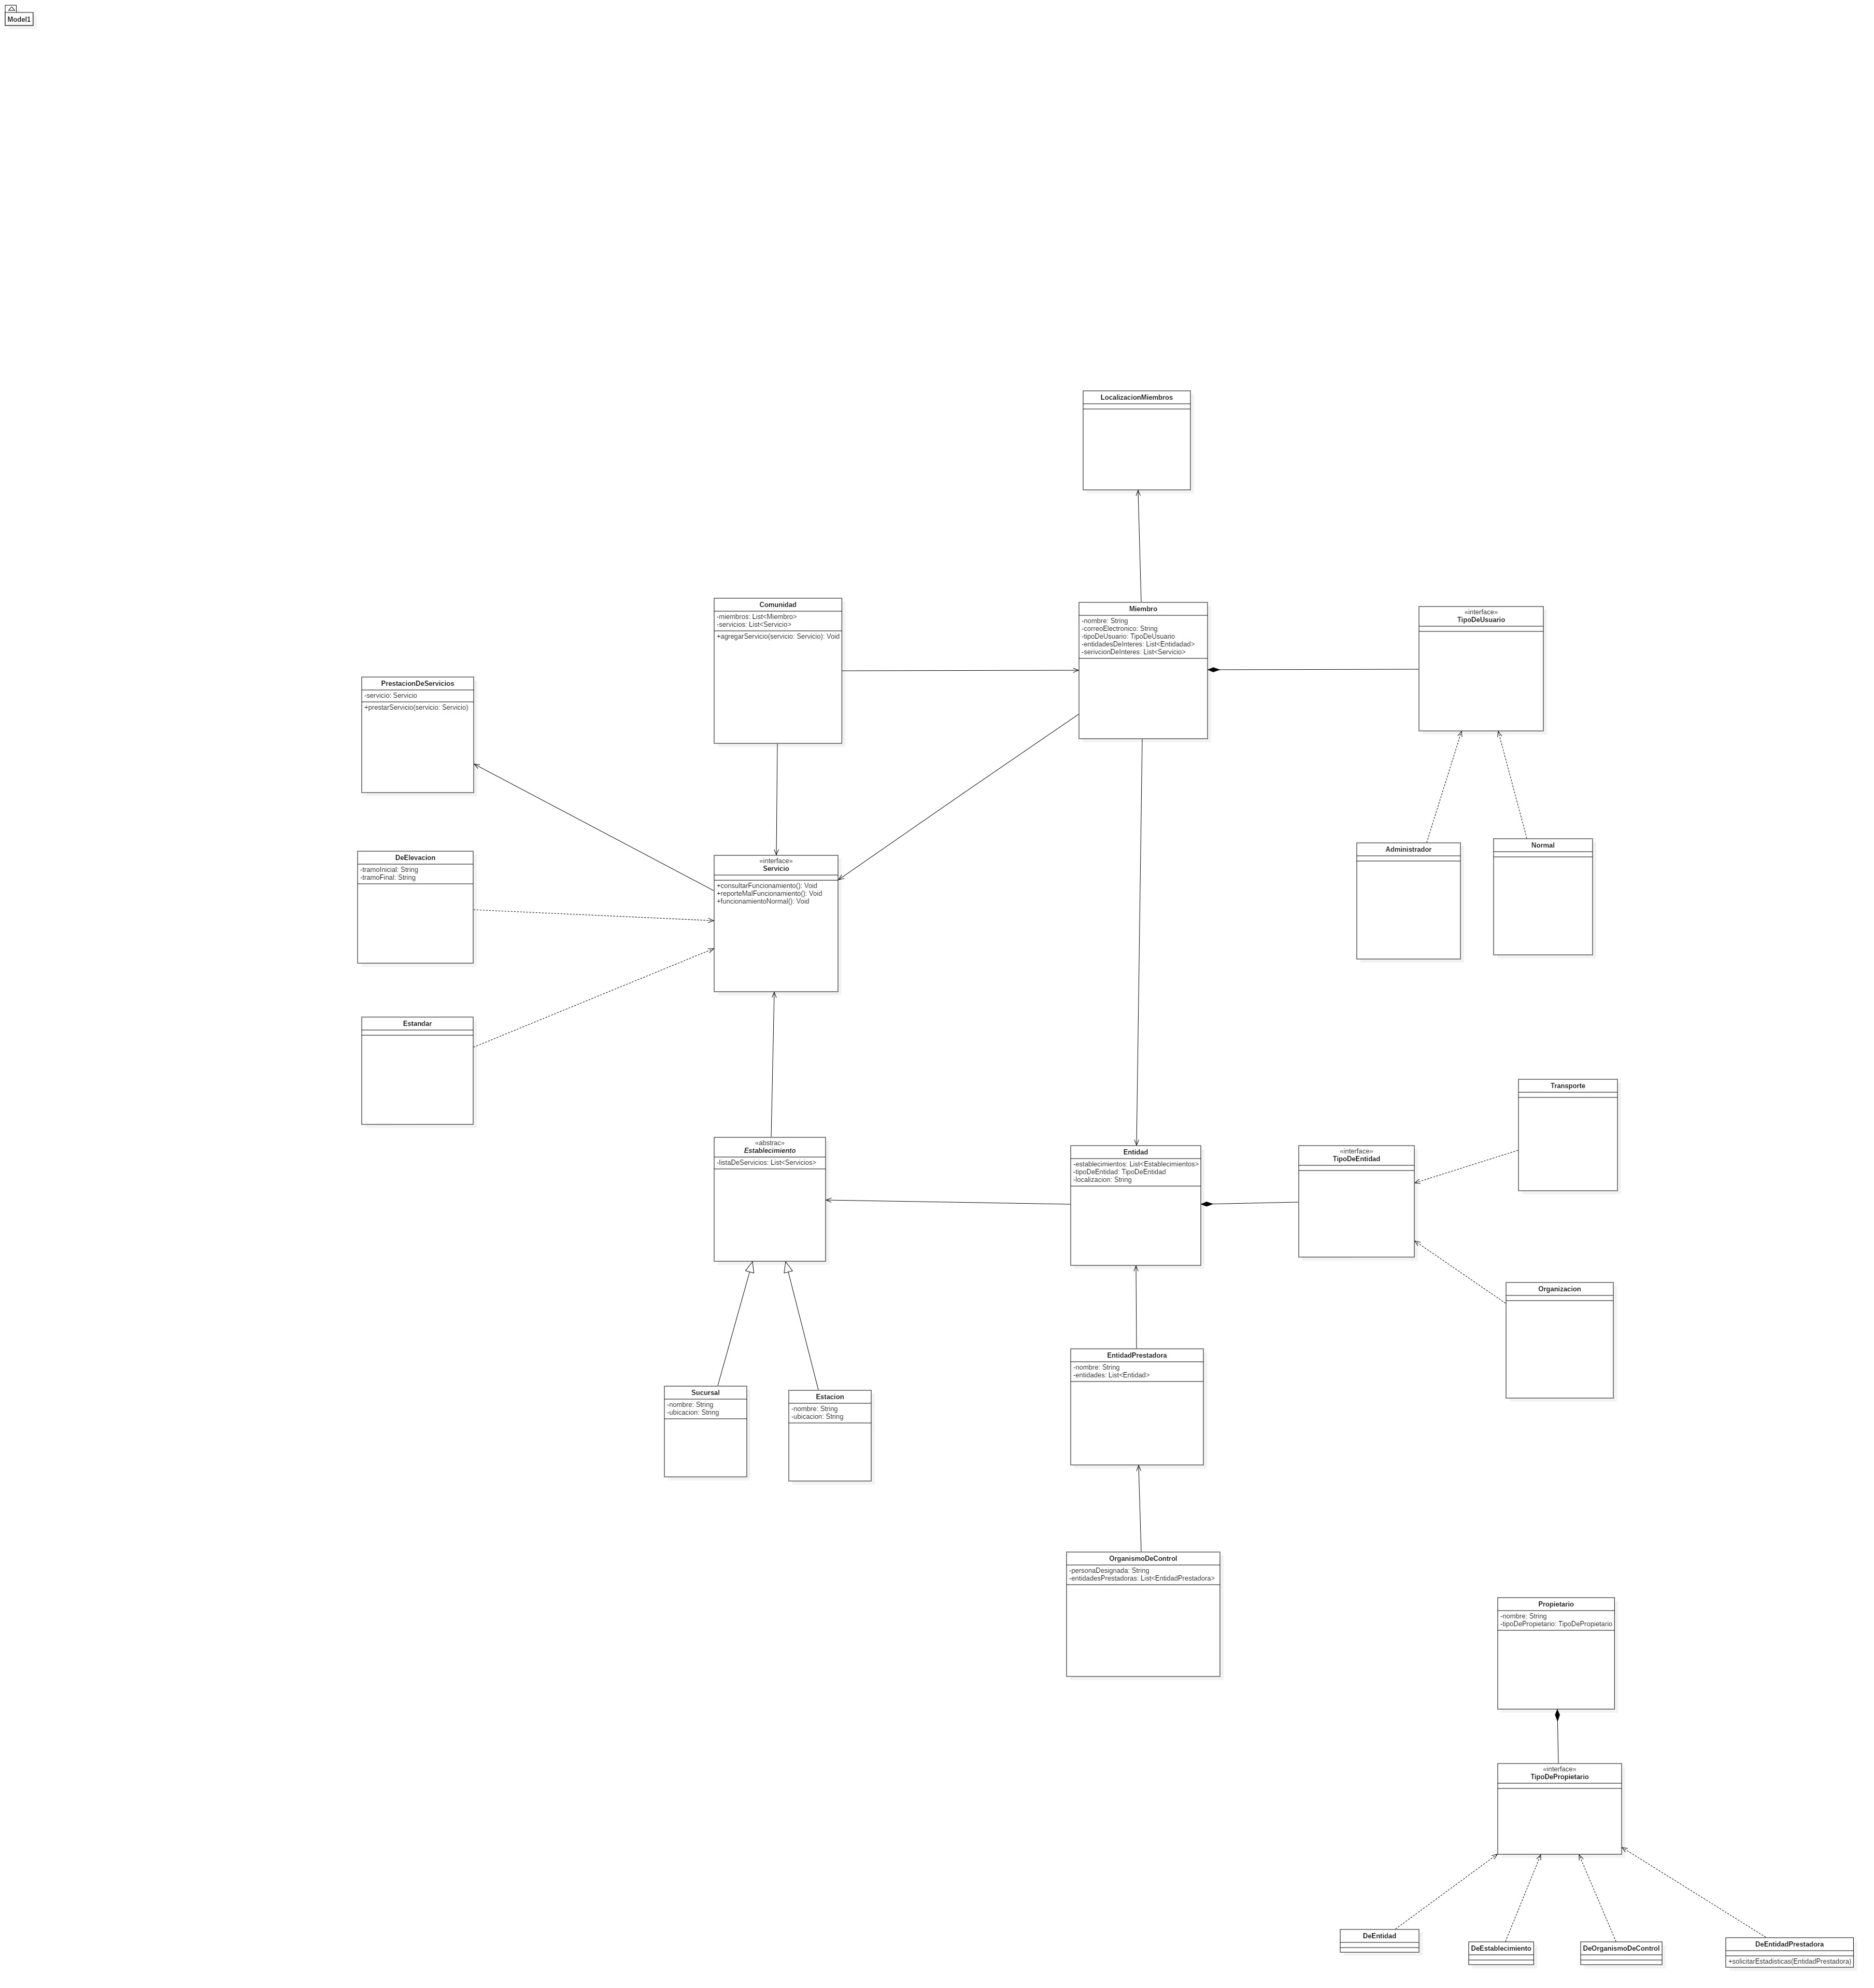 Model1
LocalizacionMiembros
Comunidad
-miembros: List<Miembro>
-servicios: List<Servicio>
+agregarServicio(servicio: Servicio): Void
Miembro
-nombre: String
-correoElectronico: String
-tipoDeUsuario: TipoDeUsuario
-entidadesDeInteres: List<Entidadad>
-serivcionDeInteres: List<Servicio>
«interface»
TipoDeUsuario
PrestacionDeServicios
-servicio: Servicio
+prestarServicio(servicio: Servicio)
DeElevacion
-tramoInicial: String
-tramoFinal: String
«interface»
Servicio
+consultarFuncionamiento(): Void
+reporteMalFuncionamiento(): Void
+funcionamientoNormal(): Void
Administrador
Normal
Estandar
Transporte
«abstrac»
Establecimiento
-listaDeServicios: List<Servicios>
Entidad
-establecimientos: List<Establecimientos>
-tipoDeEntidad: TipoDeEntidad
-localizacion: String
«interface»
TipoDeEntidad
Organizacion
EntidadPrestadora
-nombre: String
-entidades: List<Entidad>
Sucursal
-nombre: String
-ubicacion: String
Estacion
-nombre: String
-ubicacion: String
OrganismoDeControl
-personaDesignada: String
-entidadesPrestadoras: List<EntidadPrestadora>
Propietario
-nombre: String
-tipoDePropietario: TipoDePropietario
«interface»
TipoDePropietario
DeEntidad
DeEstablecimiento
DeOrganismoDeControl
DeEntidadPrestadora
+solicitarEstadisticas(EntidadPrestadora)